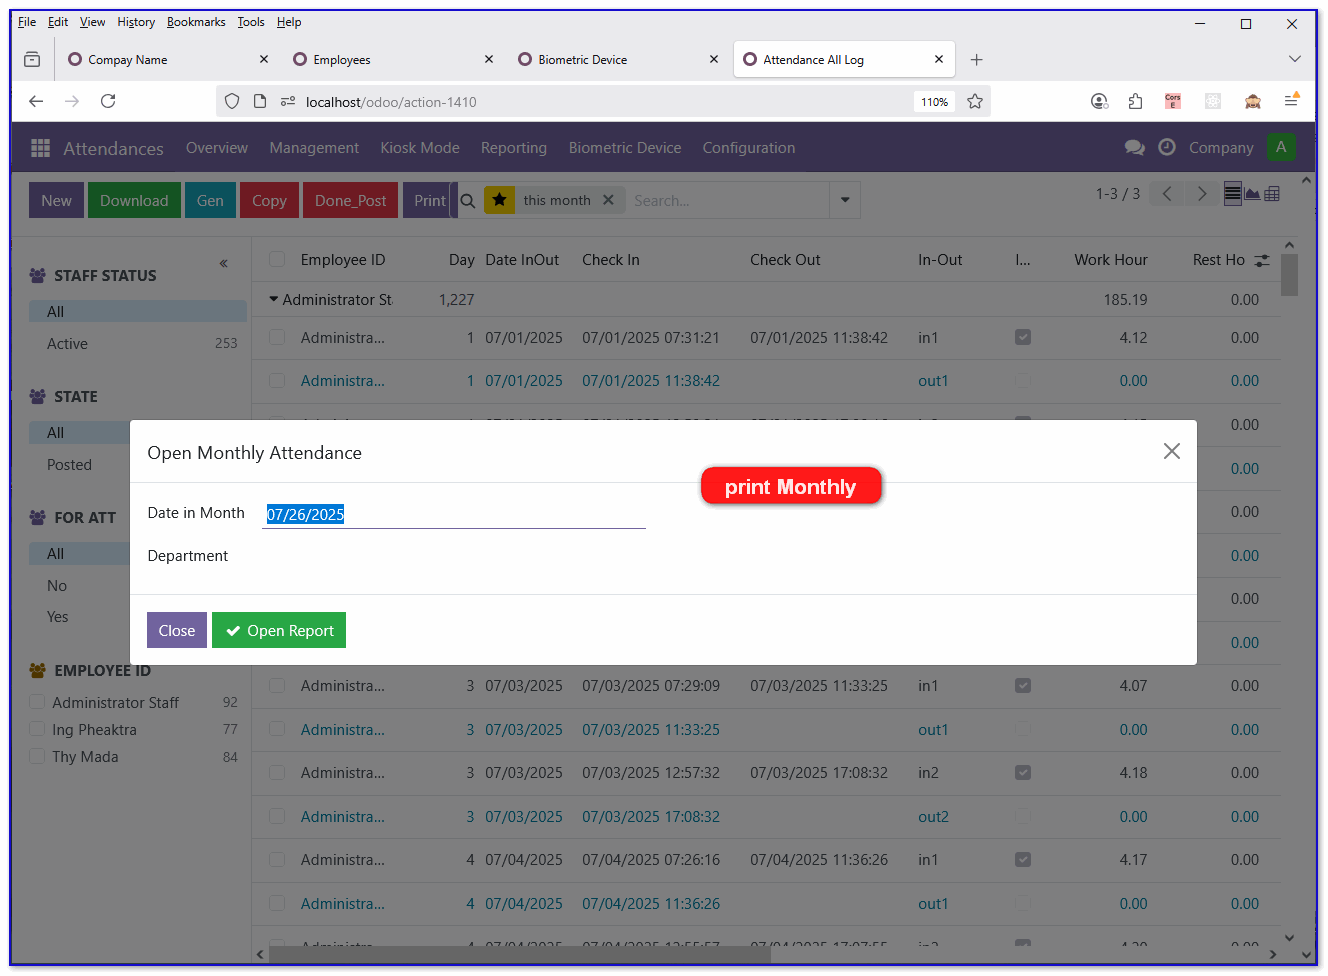 File Edit View History Bookmarks Tools Help
Compay Name Employees Biometric Device Attendance All Log
localhost/odoo/action-1410 110%
Attendances Overview Management Kiosk Mode Reporting Biometric Device Configuration Company A
New Download Gen Copy Done_Post Print this month Search... 1-3 / 3
STAFF STATUS
All
Active 253
STATE
All
Posted
FOR ATT
All
No
Yes
EMPLOYEE ID
Administrator Staff 92
Ing Pheaktra 77
Thy Mada 84
Employee ID Day Date InOut Check In Check Out In-Out I... Work Hour Rest Ho
Administrator St 1,227 185.19 0.00
Administra... 1 07/01/2025 07/01/2025 07:31:21 07/01/2025 11:38:42 in1 4.12 0.00
Administra... 1 07/01/2025 07/01/2025 11:38:42 out1 0.00 0.00
0.00
0.00
0.00
0.00
0.00
0.00
Open Monthly Attendance
print Monthly
Date in Month 07/26/2025
Department
Close Open Report
Administra... 3 07/03/2025 07/03/2025 07:29:09 07/03/2025 11:33:25 in1 4.07 0.00
Administra... 3 07/03/2025 07/03/2025 11:33:25 out1 0.00 0.00
Administra... 3 07/03/2025 07/03/2025 12:57:32 07/03/2025 17:08:32 in2 4.18 0.00
Administra... 3 07/03/2025 07/03/2025 17:08:32 out2 0.00 0.00
Administra... 4 07/04/2025 07/04/2025 07:26:16 07/04/2025 11:36:26 in1 4.17 0.00
Administra... 4 07/04/2025 07/04/2025 11:36:26 out1 0.00 0.00